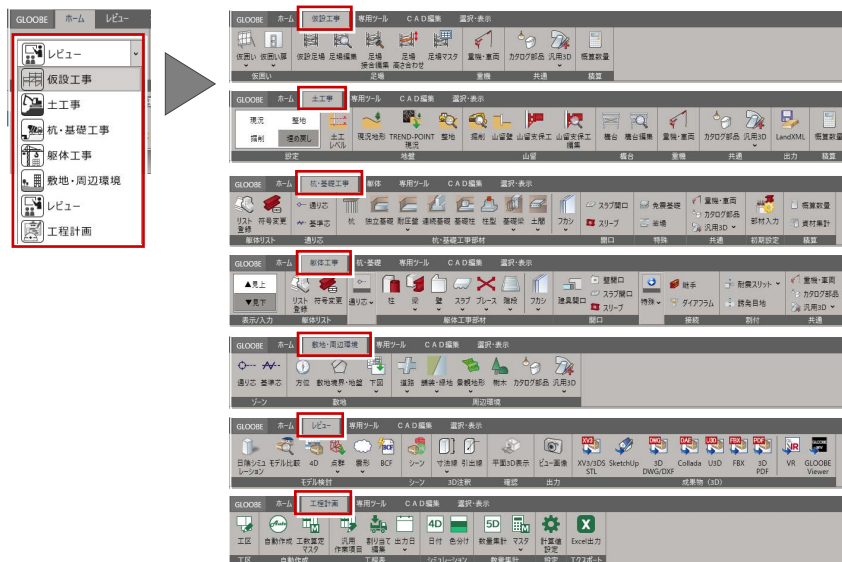 GLOOBE ホーム レビュー
レビュー
仮設工事
土工事
杭・基礎工事
躯体工事
敷地・周辺環境
レビュー
工程計画
GLOOBE ホーム 仮設工事 専用ツール CAD編集 選択・表示
仮囲い 仮囲い扉 仮設足場 足場編集 足場 接合編集 足場 高さ合わせ 足場マスタ 重機・車両 カタログ部品 汎用3D 概算数量
仮囲い 足場 重機 共通 積算
GLOOBE ホーム 土工事 専用ツール CAD編集 選択・表示
現況 整地
掘削 埋め戻し 土工 レベル 現況地形 TREND-POINT 現況 整地 掘削 山留壁 山留支保工 山留支保工 編集 構台 構台編集 重機・車両 カタログ部品 汎用3D LandXML 概算数量
設定 地盤 山留 構台 重機 共通 出力 積算
GLOOBE ホーム 杭・基礎工事 躯体 専用ツール CAD編集 選択・表示
リスト 登録 符号変更 通り芯 基準芯 杭 独立基礎 耐圧盤 連続基礎 基礎柱 柱型 基礎梁 土間 フカシ スラブ開口 スリーブ 免震基礎 重機・車両 カタログ部品 汎用3D 部材入力 概算数量 資材集計
躯体リスト 通り芯 杭・基礎工事部材 開口 特殊 共通 初期設定 積算
GLOOBE ホーム 躯体工事 杭・基礎 専用ツール CAD編集 選択・表示
▲見上 ▼見下 リスト 登録 符号変更 通り芯 柱 梁 壁 スラブ ブレース 階段 フカシ 建具開口 壁開口 スラブ開口 スリーブ 特殊 継手 ダイアフラム 耐震スリット 誘発目地 重機・車両 カタログ部品 汎用3D
表示/入力 躯体リスト 躯体工事部材 開口 接続 割付 共通
GLOOBE ホーム 敷地・周辺環境 専用ツール CAD編集 選択・表示
通り芯 基準芯 方位 敷地境界・地盤 下図 道路 舗装・緑地 景観地形 樹木 カタログ部品 汎用3D
ゾーン 敷地 周辺環境
GLOOBE ホーム レビュー 専用ツール CAD編集 選択・表示
日陰シミュ レーション モデル比較 4D 点群 雲形 BCF シーン 寸法線 引出線 平面3D表示 ビュー画像 XV3/3DS STL SketchUp 3D DWG/DXF Collada U3D FBX 3D PDF VR GLOOBE Viewer
モデル検討 シーン 3D注釈 確認 出力 成果物（3D）
GLOOBE ホーム 工程計画 専用ツール CAD編集 選択・表示
工区 自動作成 工数算定 マスタ 汎用 作業項目 割り当て 編集 出力日 4D 日付 色分け 5D 数量集計 マスタ 計算値 設定 Excel出力
工区 自動作成 工程表 シミュレーション 数量集計 設定 エクスポート